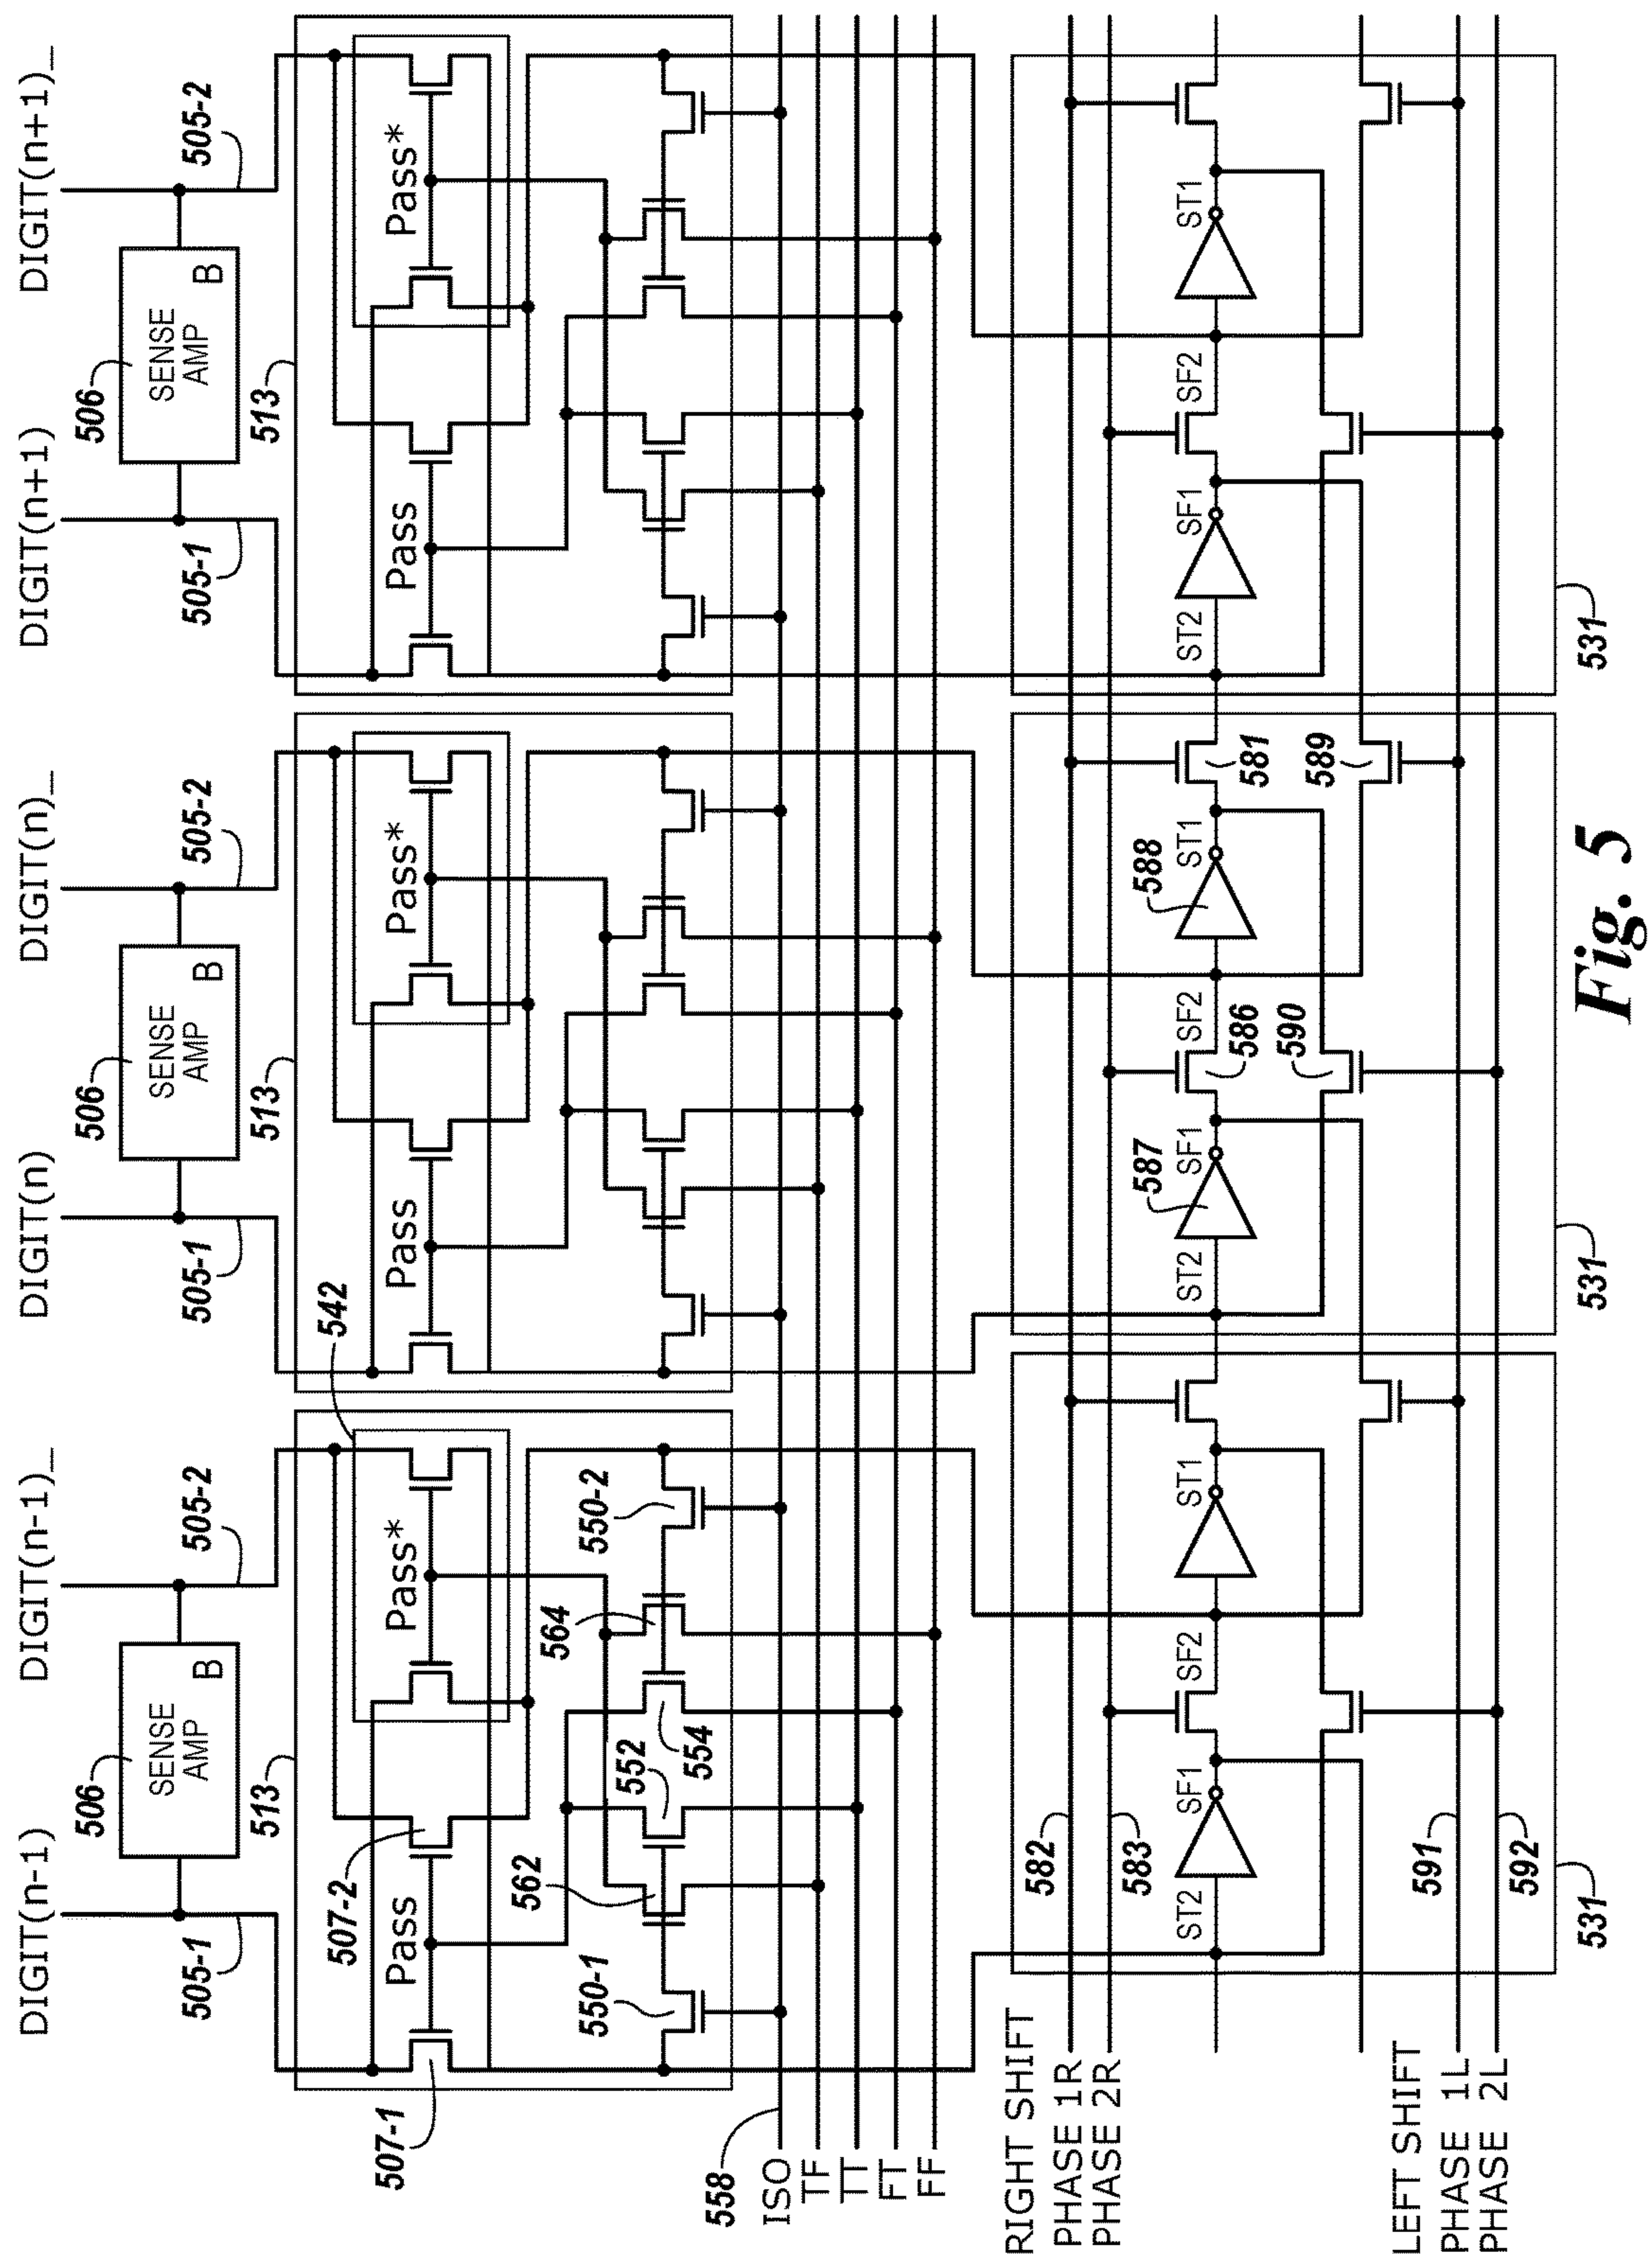 DIGIT(n-1) DIGIT(n-1)_ DIGIT(n) DIGIT(n)_ DIGIT(n+1) DIGIT(n+1)_
506 506 506
SENSE AMP B
SENSE AMP B
SENSE AMP B
505-1 505-2 505-1 505-2 505-1 505-2
513 513 513
542
507-2
507-1 Pass Pass* Pass Pass* Pass Pass*
562 552 564
550-1 554 550-2
558
ISO
TF
TT
FT
FF
RIGHT SHIFT
PHASE 1R 582
PHASE 2R 583
587 588
ST2 SF1 SF2 ST1 ST2 SF1 SF2 ST1 ST2 SF1 SF2 ST1
586 581
590 589
LEFT SHIFT
PHASE 1L 591
PHASE 2L 592
531 531 531
Fig. 5